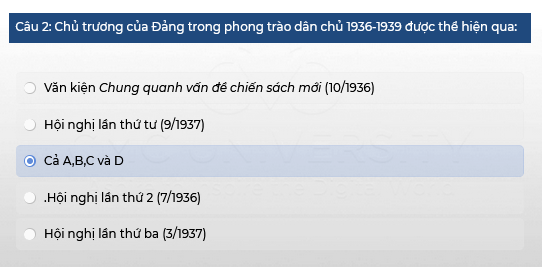 Câu 2: Chủ trương của Đảng trong phong trào dân chủ 1936-1939 được thể hiện qua:
Văn kiện Chung quanh vấn đề chiến sách mới (10/1936)
Hội nghị lần thứ tư (9/1937)
Cả A,B,C và D
.Hội nghị lần thứ 2 (7/1936)
Hội nghị lần thứ ba (3/1937)